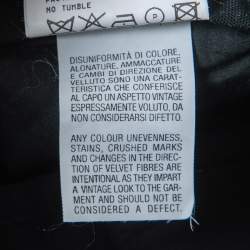 NO TUMBLE
DISUNIFORMITÀ DI COLORE,
ALONATURE, AMMACCATURE
E CAMBI DI DIREZIONE DEL
VELLUTO SONO UNA CARAT-
TERISTICA CHE CONFERISCE
AL CAPO UN ASPETTO VINTAGE
ESPRESSAMENTE VOLUTO, DA
NON CONSIDERARSI DIFETTO.
ANY COLOUR UNEVENNESS,
STAINS, CRUSHED MARKS
AND CHANGES IN THE DIREC-
TION OF VELVET FIBRES ARE
INTENTIONAL AS THEY IMPART
A VINTAGE LOOK TO THE GAR-
MENT AND SHOULD NOT BE
CONSIDERED A DEFECT.